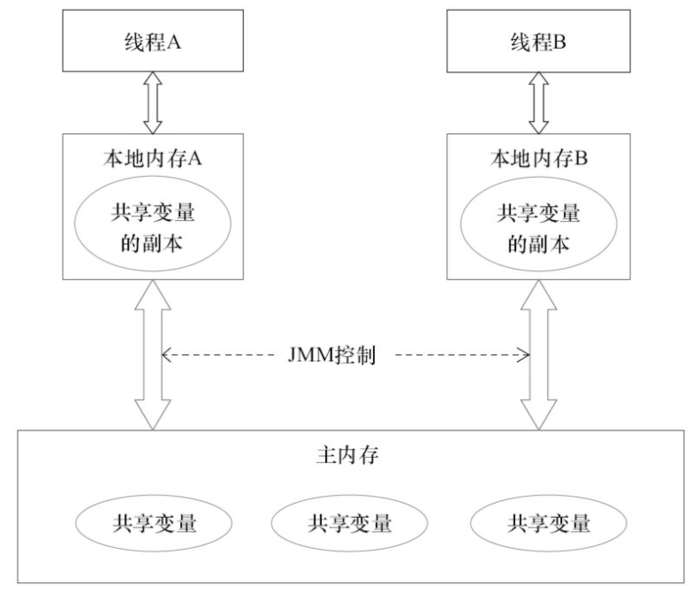 线程A
线程B
本地内存A
本地内存B
共享变量
的副本
共享变量
的副本
JMM控制
主内存
共享变量
共享变量
共享变量